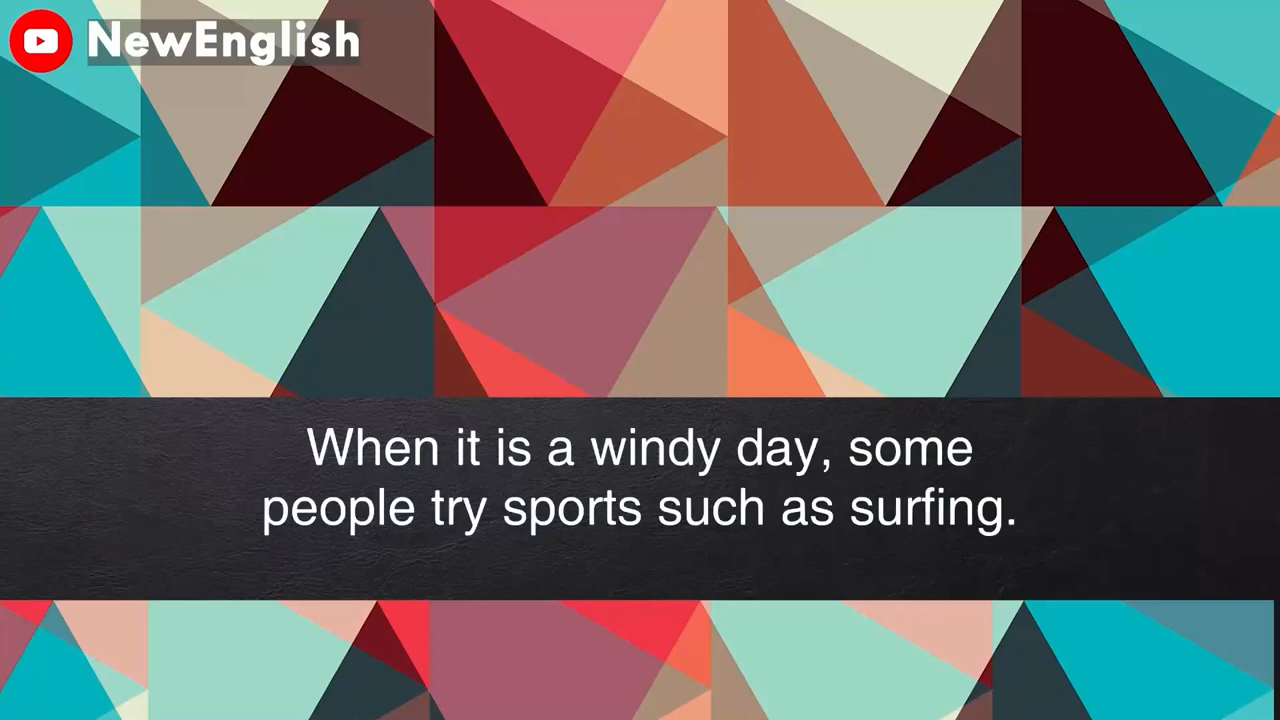 NewEnglish
When it is a windy day, some
people try sports such as surfing.